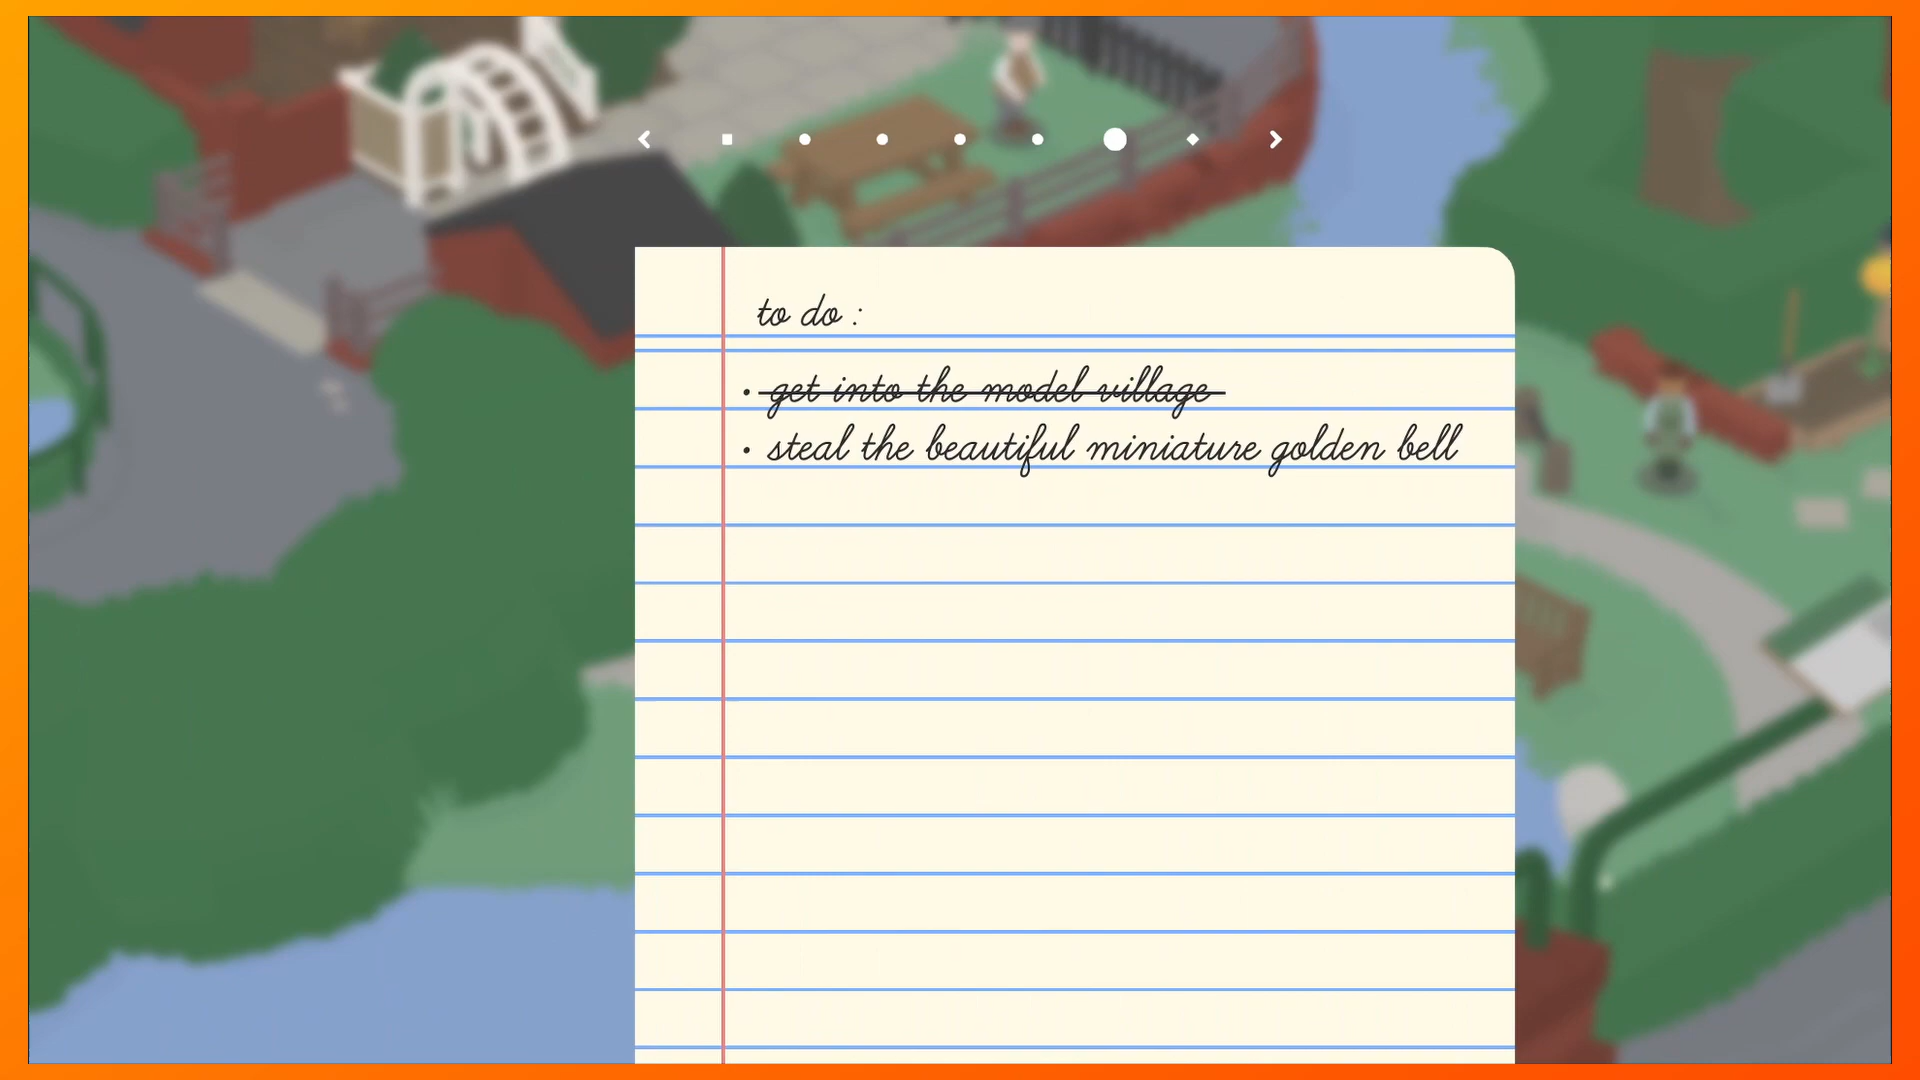 to do :
• get into the model village
• steal the beautiful miniature golden bell